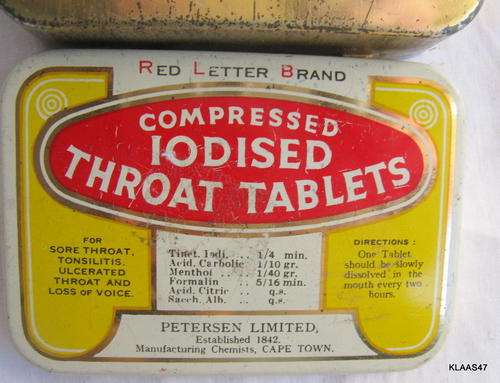 RED LETTER BRAND
COMPRESSED
IODISED
THROAT TABLETS
FOR
SORE THROAT,
TONSILITIS,
ULCERATED
THROAT AND
LOSS OF VOICE.
Tinct. Iodi. 1/4 min.
Acid. Carbolic 1/10 gr.
Menthol .. .. 1/40 gr.
Formalin .. 5/16 min.
Acid. Citric .. q.s.
Sacch. Alb. .. q.s.
DIRECTIONS :
One Tablet
should be slowly
dissolved in the
mouth every two
hours.
PETERSEN LIMITED,
Established 1842.
Manufacturing Chemists, CAPE TOWN.
KLAAS47